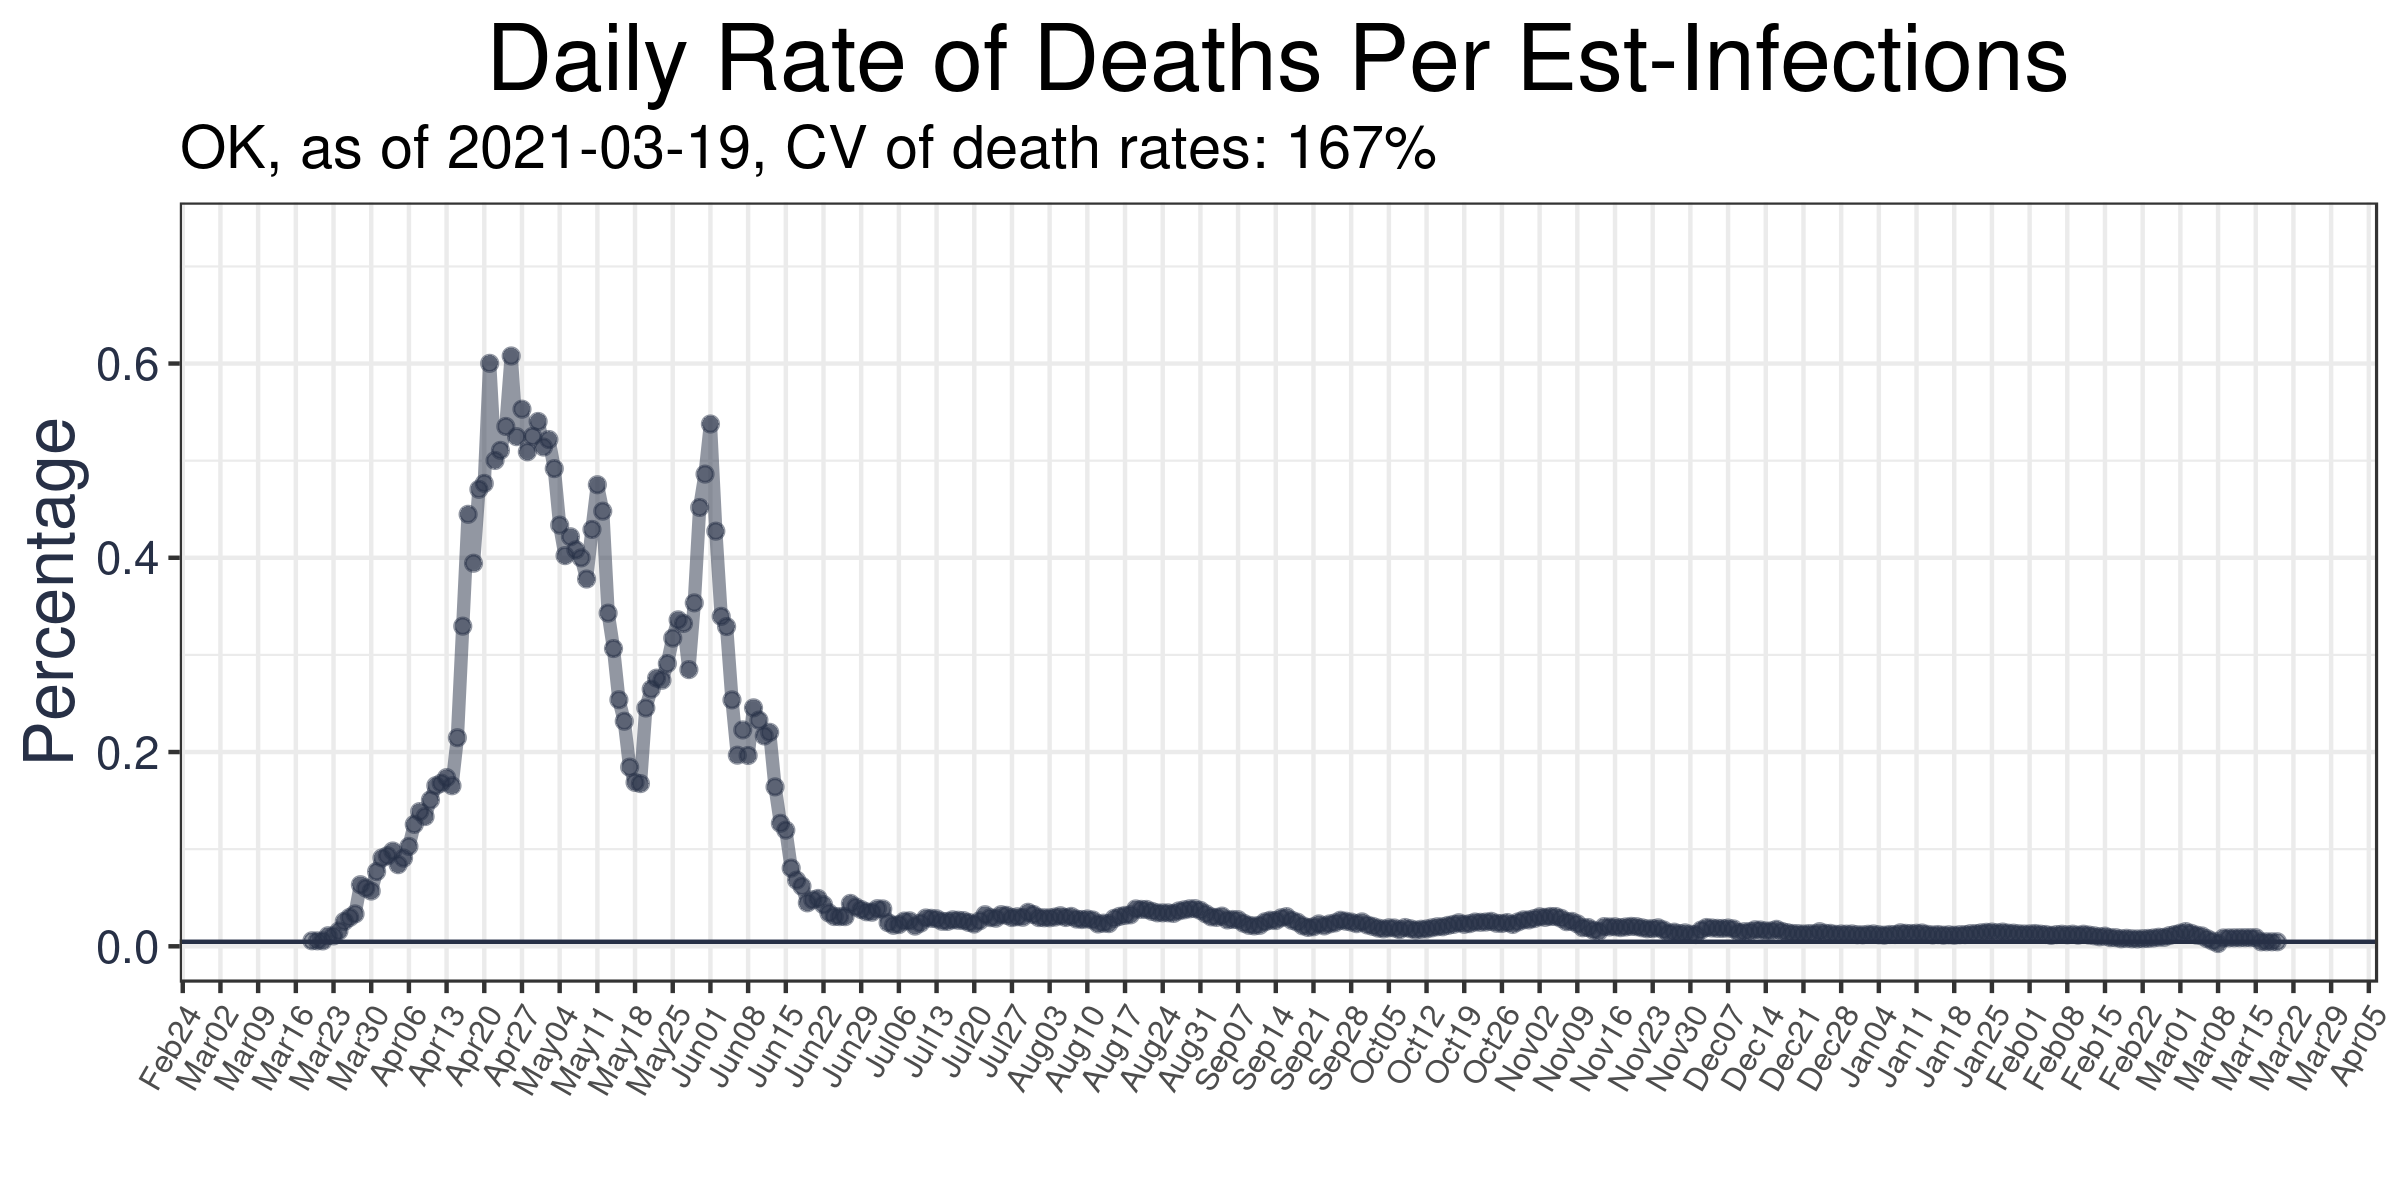 Daily Rate of Deaths Per Est-Infections
OK, as of 2021-03-19, CV of death rates: 167%
Percentage
0.6
0.4
0.2
0.0
Feb24
Mar02
Mar09
Mar16
Mar23
Mar30
Apr06
Apr13
Apr20
Apr27
May04
May11
May18
May25
Jun01
Jun08
Jun15
Jun22
Jun29
Jul06
Jul13
Jul20
Jul27
Aug03
Aug10
Aug17
Aug24
Aug31
Sep07
Sep14
Sep21
Sep28
Oct05
Oct12
Oct19
Oct26
Nov02
Nov09
Nov16
Nov23
Nov30
Dec07
Dec14
Dec21
Dec28
Jan04
Jan11
Jan18
Jan25
Feb01
Feb08
Feb15
Feb22
Mar01
Mar08
Mar15
Mar22
Mar29
Apr05